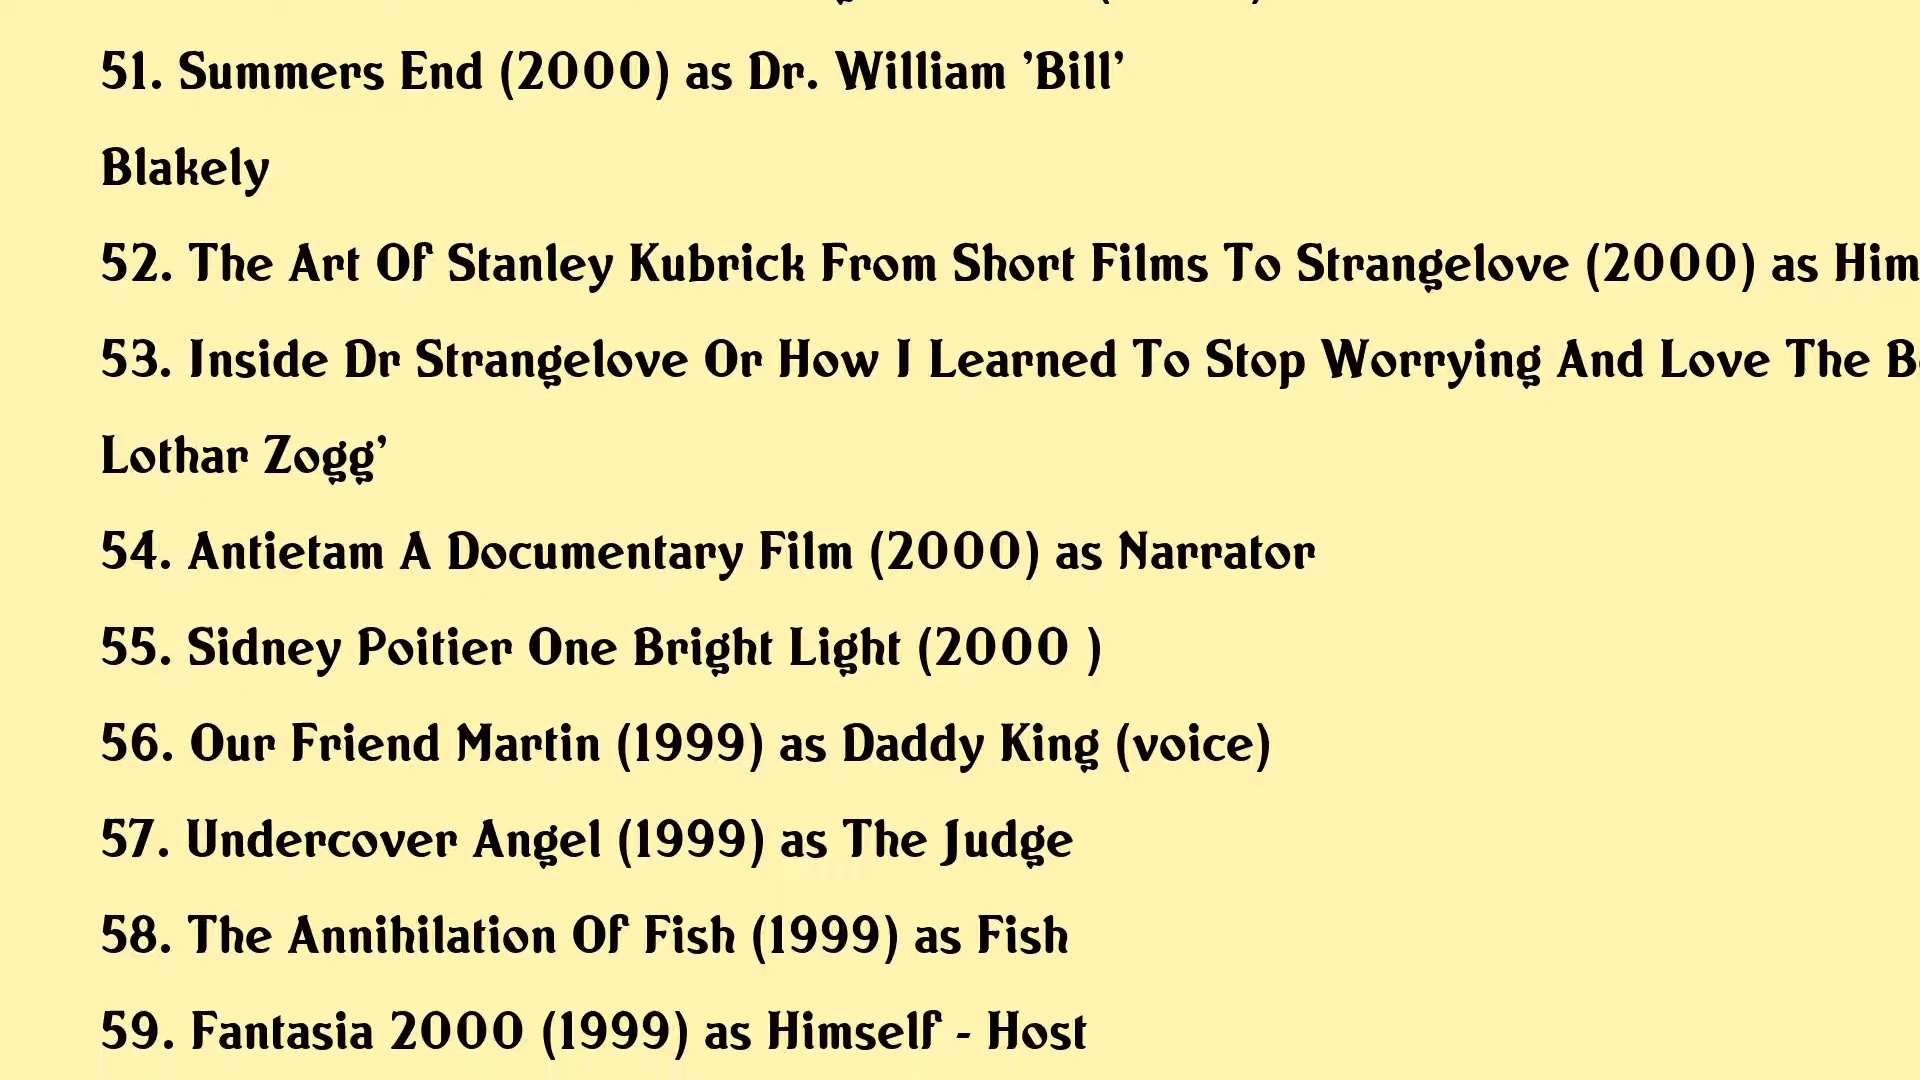 51. Summers End (2000) as Dr. William 'Bill'
Blakely
52. The Art Of Stanley Kubrick From Short Films To Strangelove (2000) as Him
53. Inside Dr Strangelove Or How I Learned To Stop Worrying And Love The
Lothar Zogg'
54. Antietam A Documentary Film (2000) as Narrator
55. Sidney Poitier One Bright Light (2000 )
56. Our Friend Martin (1999) as Daddy King (voice)
57. Undercover Angel (1999) as The Judge
58. The Annihilation Of Fish (1999) as Fish
59. Fantasia 2000 (1999) as Himself - Host